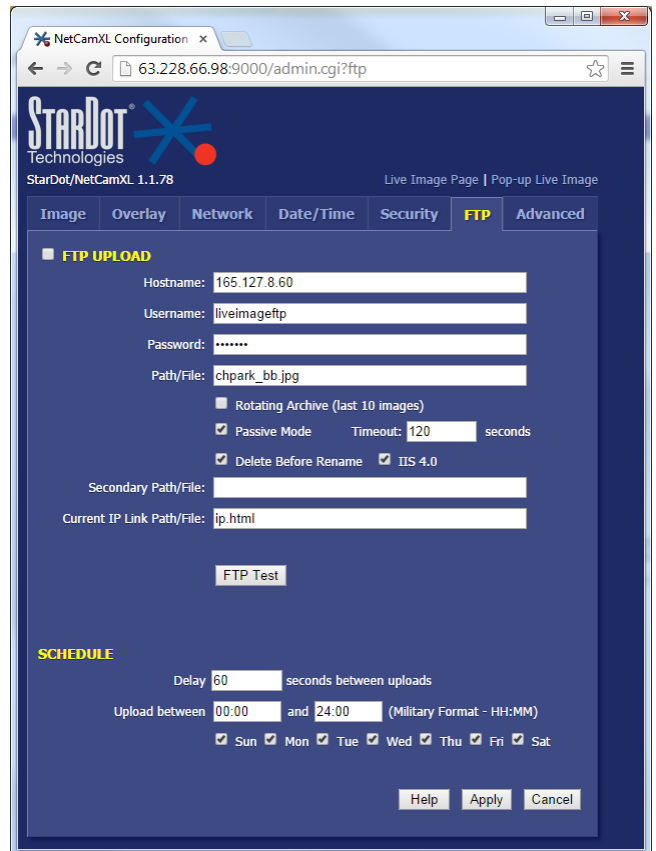 NetCamXL Configuration
63.228.66.98:9000/admin.cgi?ftp
STARDOT®
Technologies
StarDot/NetCamXL 1.1.78
Live Image Page | Pop-up Live Image
Image Overlay Network Date/Time Security FTP Advanced
FTP UPLOAD
Hostname: 165.127.8.60
Username: liveimageftp
Password: •••••••
Path/File: chpark_bb.jpg
Rotating Archive (last 10 images)
Passive Mode Timeout: 120 seconds
Delete Before Rename IIS 4.0
Secondary Path/File:
Current IP Link Path/File: ip.html
FTP Test
SCHEDULE
Delay 60 seconds between uploads
Upload between 00:00 and 24:00 (Military Format - HH:MM)
Sun Mon Tue Wed Thu Fri Sat
Help Apply Cancel